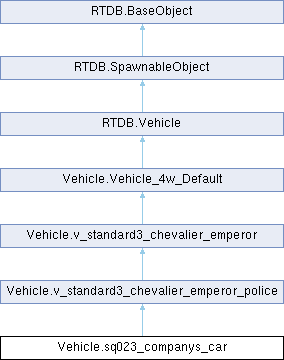 RTDB.BaseObject
RTDB.SpawnableObject
RTDB.Vehicle
Vehicle.Vehicle_4w_Default
Vehicle.v_standard3_chevalier_emperor
Vehicle.v_standard3_chevalier_emperor_police
Vehicle.sq023_companys_car